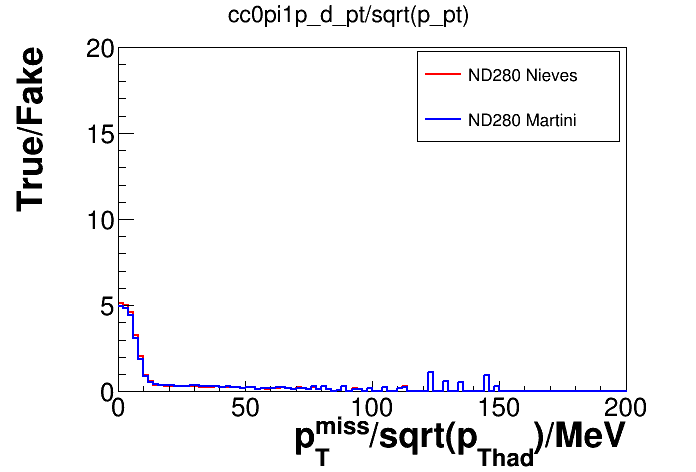 cc0pi1p_d_pt/sqrt(p_pt)
True/Fake
20
15
10
5
0
ND280 Nieves
ND280 Martini
0 50 100 150 200
p_T^miss/sqrt(p_Thad)/MeV